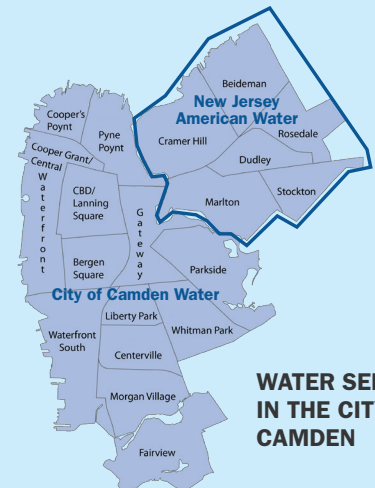 Beideman
New Jersey
American Water
Cooper's
Poynt
Pyne
Poynt
Cramer Hill
Rosedale
Cooper Grant/
Central
Dudley
Waterfront
CBD/
Lanning
Square
Gateway
Marlton
Stockton
Bergen
Square
Parkside
City of Camden Water
Liberty Park
Waterfront
South
Whitman Park
Centerville
Morgan Village
Fairview
WATER SE
IN THE CIT
CAMDEN